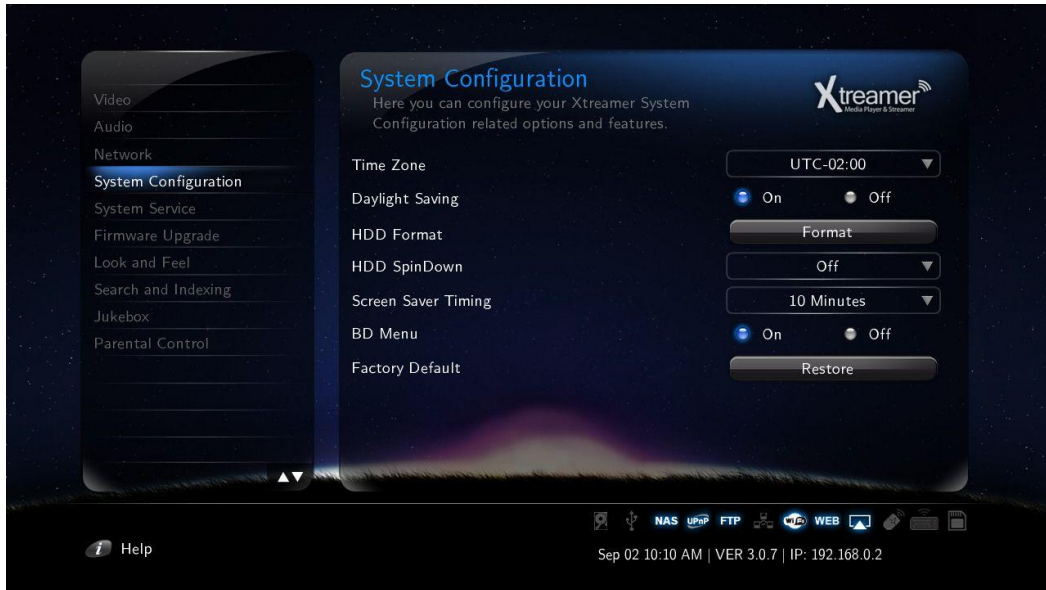 Video
Audio
Network
System Configuration
System Service
Firmware Upgrade
Look and Feel
Search and Indexing
Jukebox
Parental Control
System Configuration
Here you can configure your Xtreamer System
Configuration related options and features.
Xtreamer
Media Player & Streamer
Time Zone UTC-02:00
Daylight Saving On Off
HDD Format Format
HDD SpinDown Off
Screen Saver Timing 10 Minutes
BD Menu On Off
Factory Default Restore
NAS UPnP FTP WiFi WEB
i Help
Sep 02 10:10 AM | VER 3.0.7 | IP: 192.168.0.2